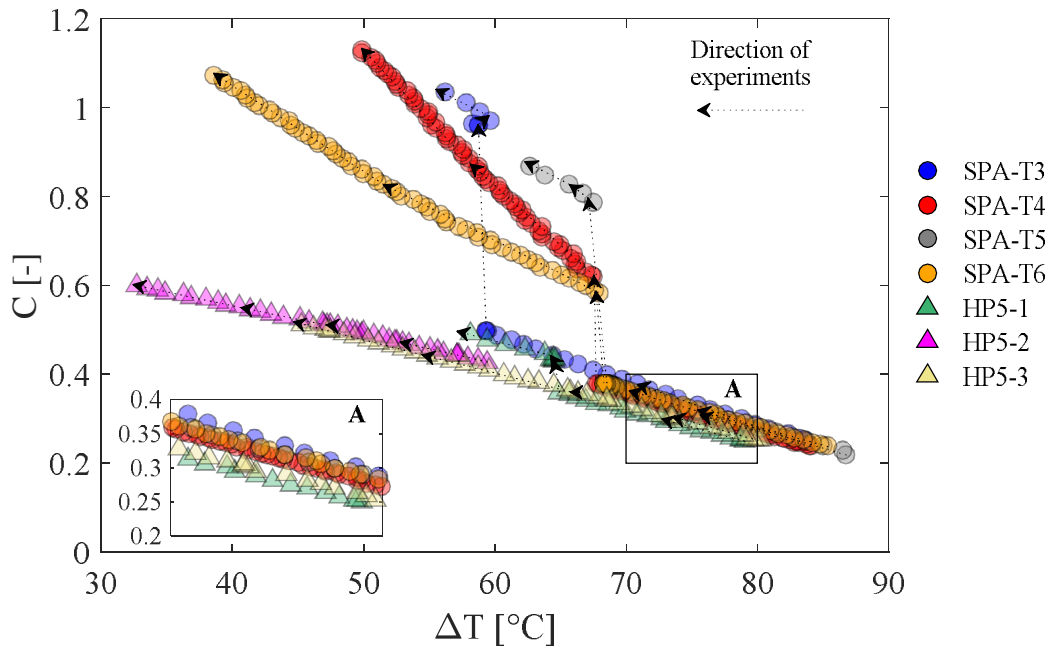 1.2
1
0.8
0.6
0.4
0.2
0
C [-]
Direction of
experiments
A
A
0.4
0.35
0.3
0.25
0.2
30
40
50
60
70
80
90
ΔT [°C]
SPA-T3
SPA-T4
SPA-T5
SPA-T6
HP5-1
HP5-2
HP5-3